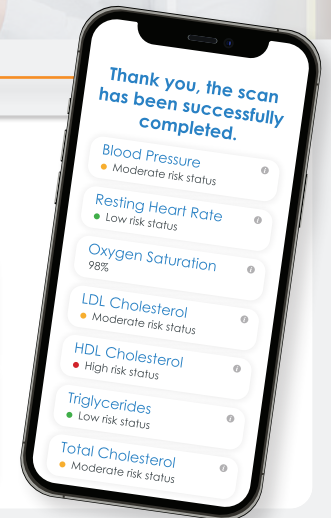 Thank you, the scan
has been successfully
completed.
Blood Pressure
Moderate risk status
Resting Heart Rate
Low risk status
Oxygen Saturation
98%
LDL Cholesterol
Moderate risk status
HDL Cholesterol
High risk status
Triglycerides
Low risk status
Total Cholesterol
Moderate risk status